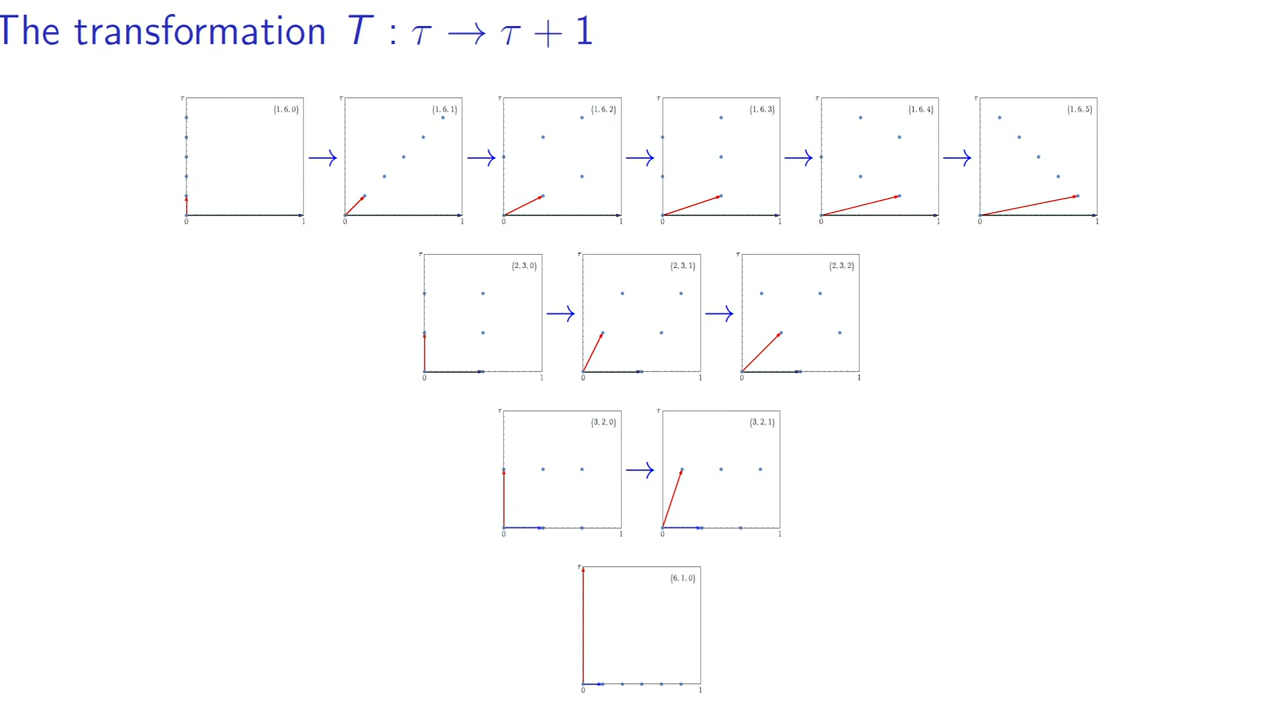 The transformation T : τ → τ + 1
τ {1, 6, 0} τ {1, 6, 1} τ {1, 6, 2} τ {1, 6, 3} τ {1, 6, 4} τ {1, 6, 5}
→ → → → →
0 1 0 1 0 1 0 1 0 1 0 1
τ {2, 3, 0} τ {2, 3, 1} τ {2, 3, 2}
→ →
0 1 0 1 0 1
τ {3, 2, 0} τ {3, 2, 1}
→
0 1 0 1
τ {6, 1, 0}
0 1